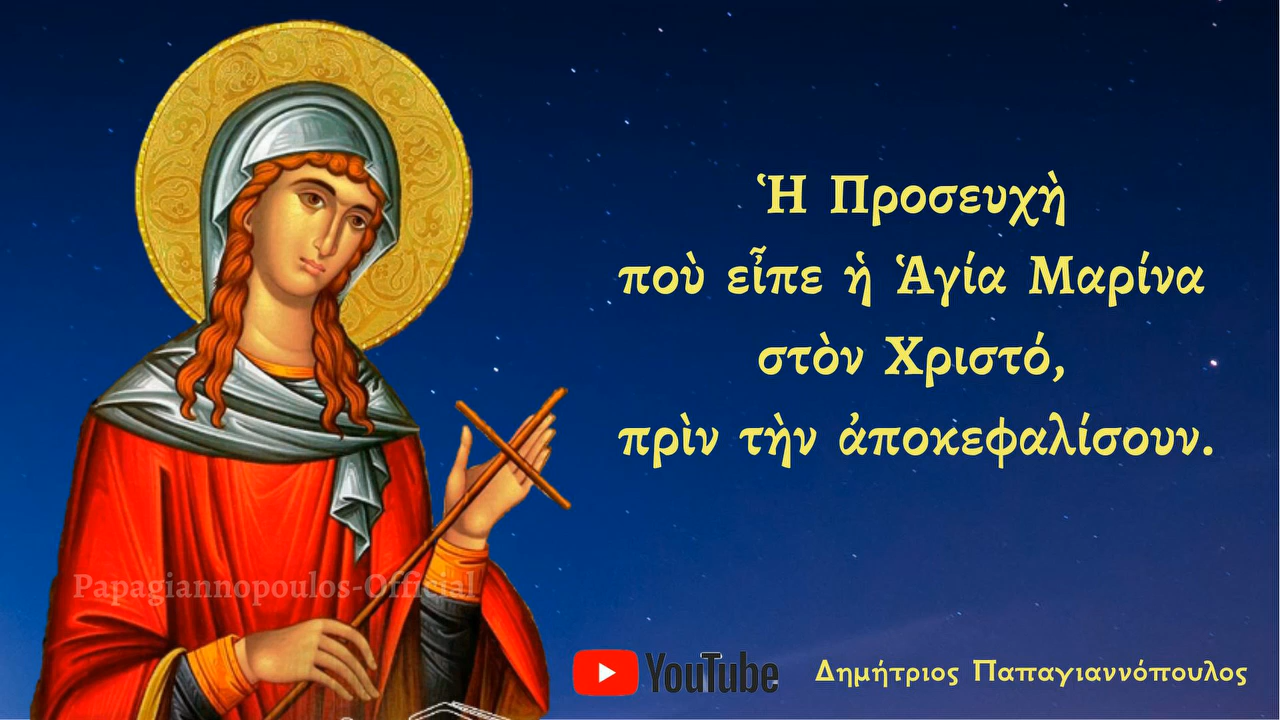 Ἡ Προσευχὴ
ποὺ εἶπε ἡ Ἁγία Μαρίνα
στὸν Χριστό,
πρὶν τὴν ἀποκεφαλίσουν.
Papagiannopoulos-Official
YouTube
Δημήτριος Παπαγιαννόπουλος